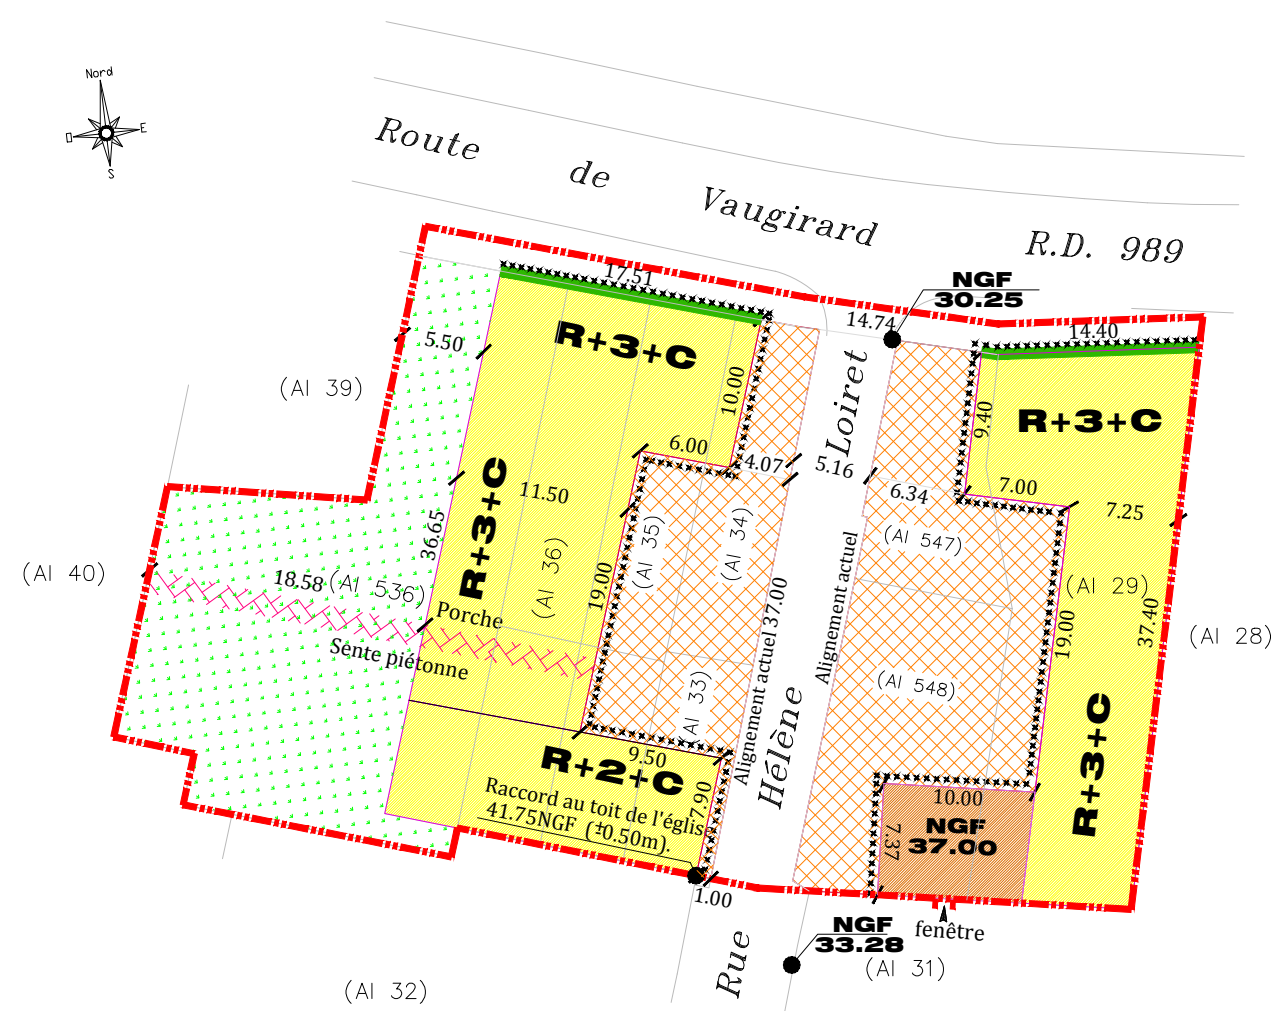 Nord
E
S
O
Route de Vaugirard
R.D. 989
NGF
30.25
17.51
14.74
14.40
5.50
R+3+C
(AI 39)
10.00
9.40
R+3+C
6.00
4.07
5.16
6.34
7.00
7.25
Loiret
R+3+C
11.50
36.65
(AI 36)
(AI 35)
(AI 34)
(AI 547)
(AI 29)
(AI 40)
18.58
(AI 536)
Porche
Sente piétonne
19.00
Alignement actuel
37.00
Alignement actuel
19.00
37.40
(AI 28)
(AI 33)
(AI 548)
Hélène
R+3+C
9.50
R+2+C
7.90
Raccord au toit de l'église
41.75NGF (±0.50m).
10.00
NGF
37.00
7.37
1.00
Rue
NGF
33.28
fenêtre
(AI 31)
(AI 32)